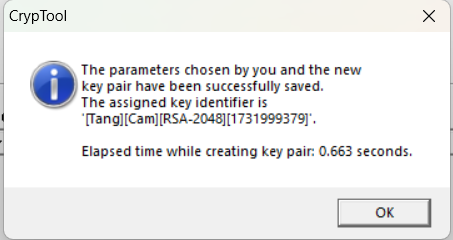 CrypTool
The parameters chosen by you and the new
key pair have been successfully saved.
The assigned key identifier is
'[Tang][Cam][RSA-2048][1731999379]'.
Elapsed time while creating key pair: 0.663 seconds.
OK